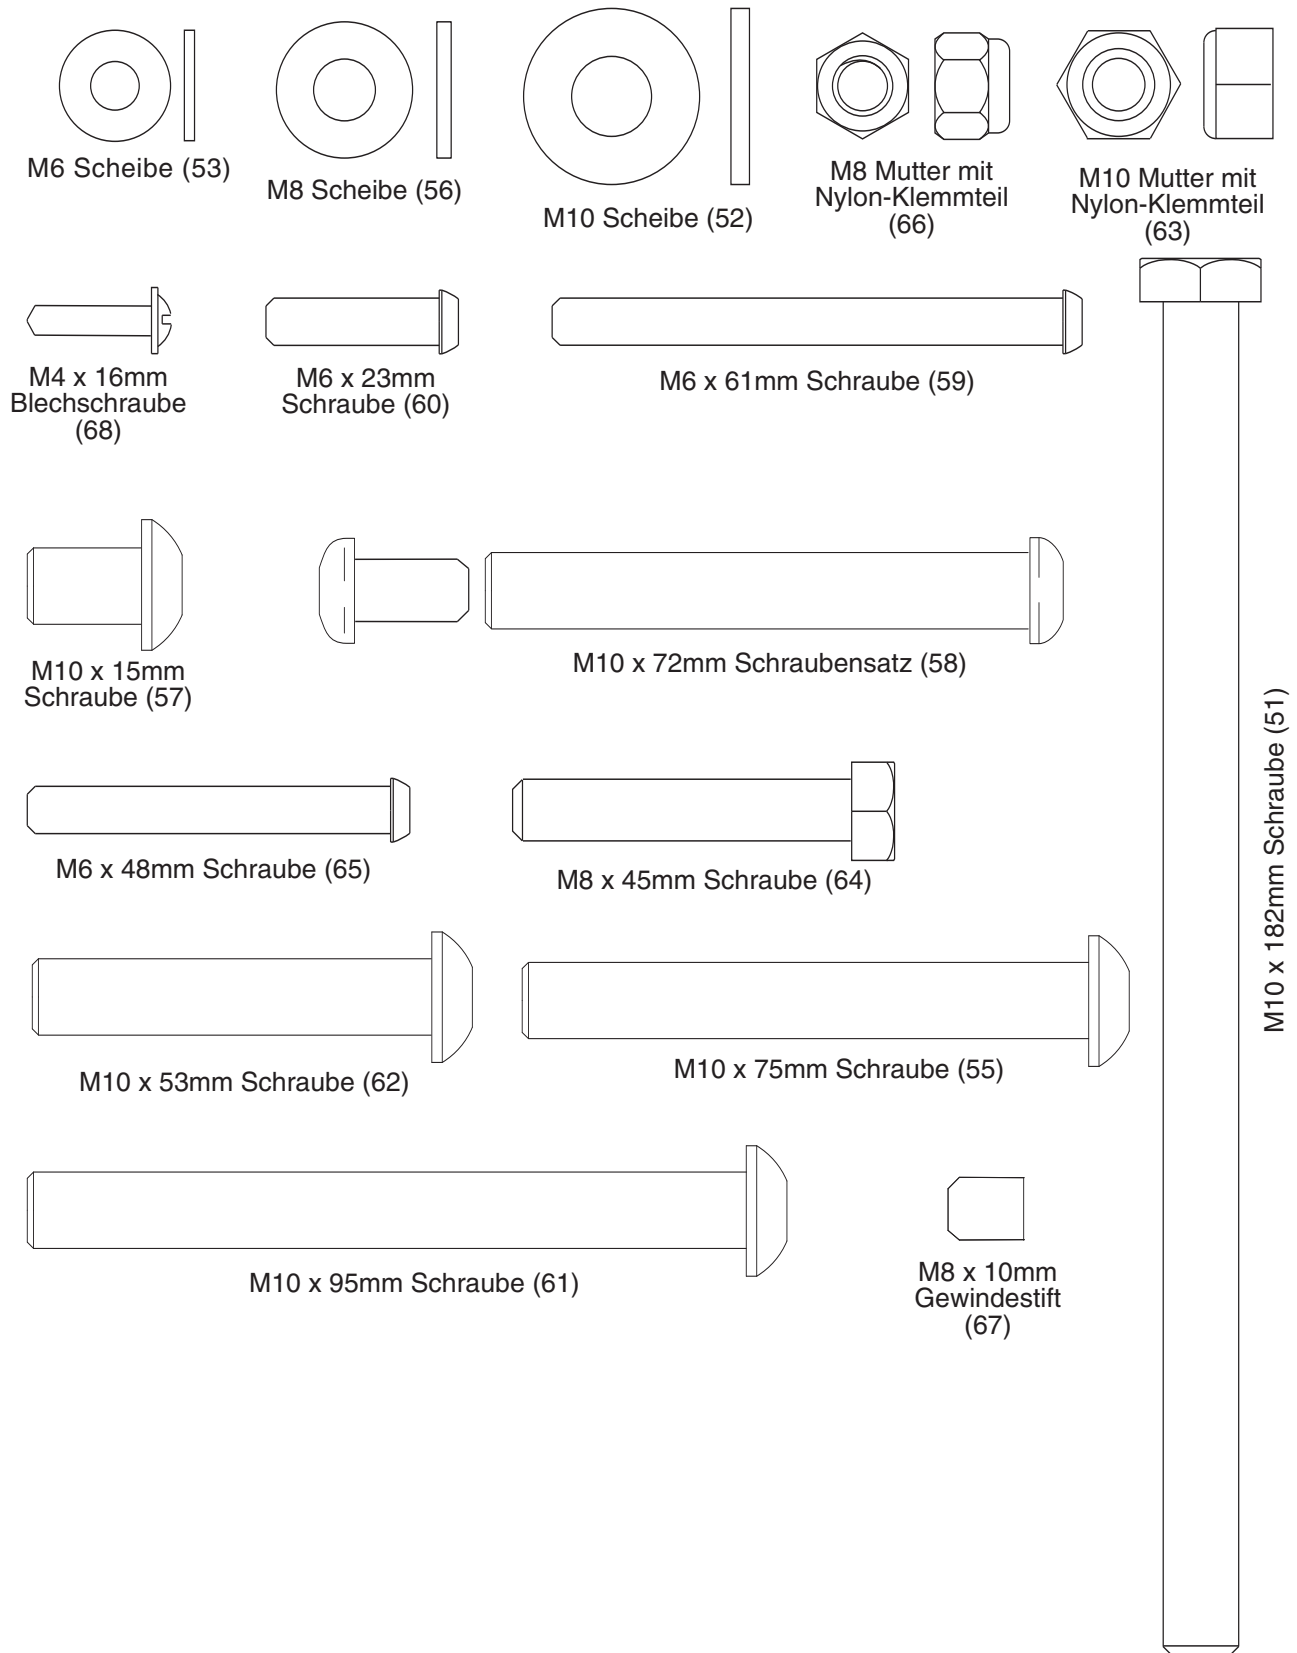 M6 Scheibe (53)
M8 Scheibe (56)
M10 Scheibe (52)
M8 Mutter mit
Nylon-Klemmteil
(66)
M10 Mutter mit
Nylon-Klemmteil
(63)
M4 x 16mm
Blechschraube
(68)
M6 x 23mm
Schraube (60)
M6 x 61mm Schraube (59)
M10 x 15mm
Schraube (57)
M10 x 72mm Schraubensatz (58)
M10 x 182mm Schraube (51)
M6 x 48mm Schraube (65)
M8 x 45mm Schraube (64)
M10 x 53mm Schraube (62)
M10 x 75mm Schraube (55)
M10 x 95mm Schraube (61)
M8 x 10mm
Gewindestift
(67)